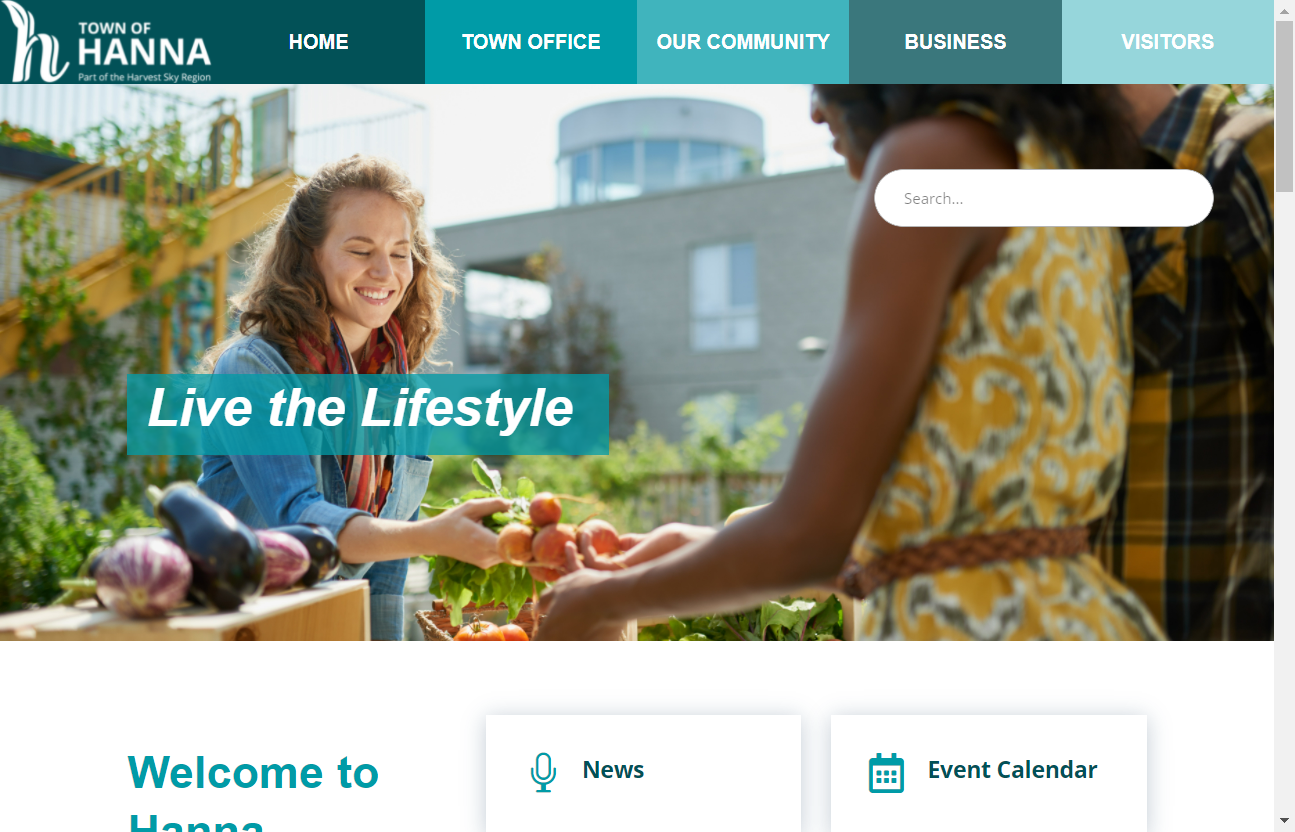 TOWN OF
HANNA
Part of the Harvest Sky Region
HOME
TOWN OFFICE
OUR COMMUNITY
BUSINESS
VISITORS
Search...
Live the Lifestyle
Welcome to
Hanna
News
Event Calendar